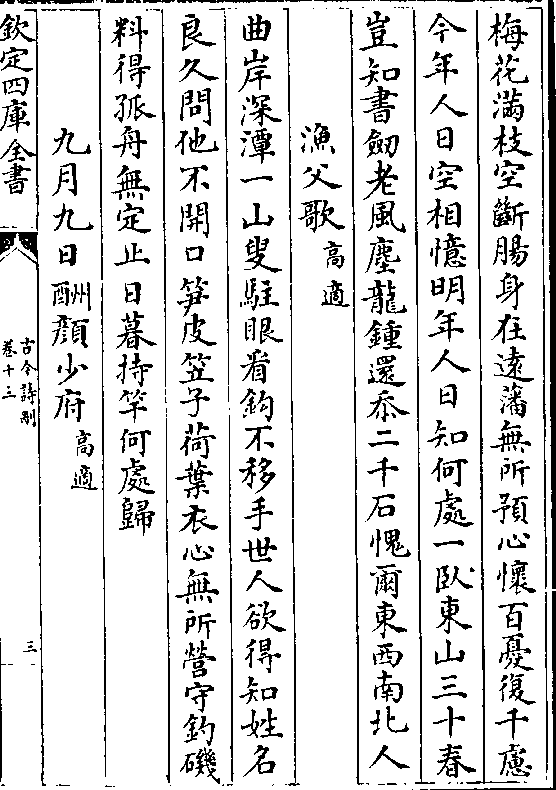 梅花滿枝空斷腸身在遠藩無所預心懷百憂復千慮
今年人日空相憶明年人日知何處一臥東山三十春
豈知書劒老風塵龍鍾還忝二千石愧爾東西南北人
漁父歌高適
曲岸深潭一山叟駐眼看鈎不移手世人欲得知姓名
良久問他不開口笋皮笠子荷葉衣心無所營守釣磯
料得孤舟無定止日暮持竿何處歸
九月九日酬顔少府高適
欽定四庫全書
古今詩刪
卷十三
三